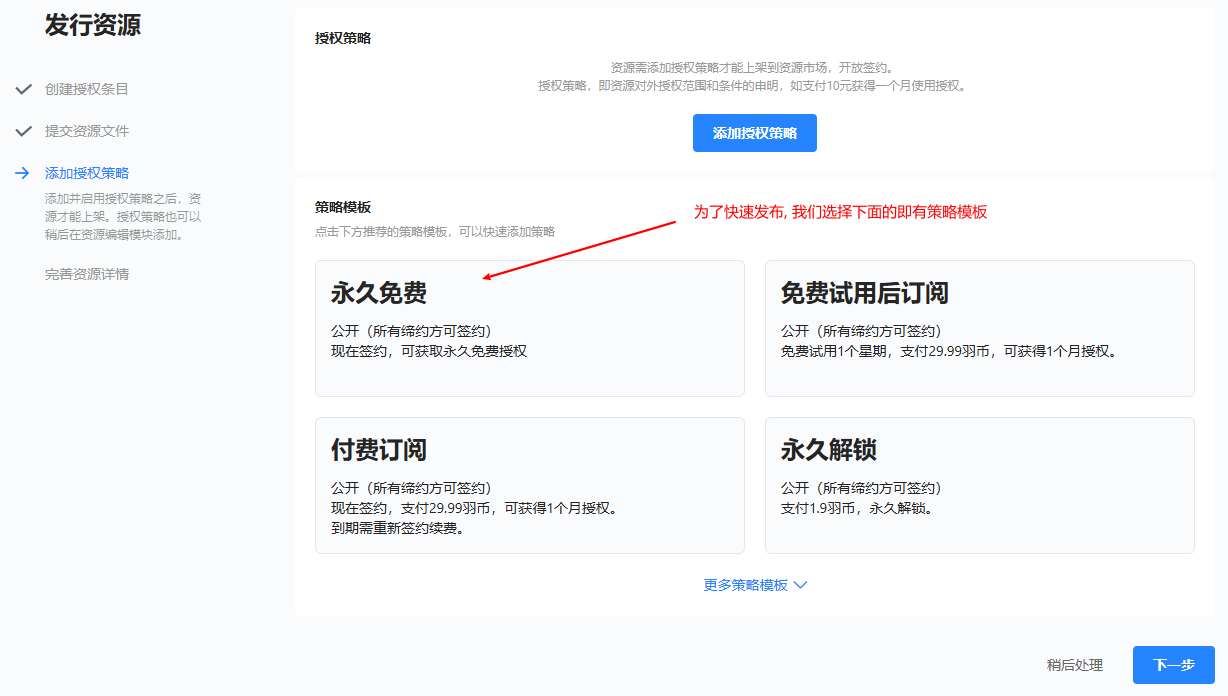 发行资源
创建授权条目
提交资源文件
添加授权策略
添加并启用授权策略之后，资
源才能上架。授权策略也可以
稍后在资源编辑模块添加。
完善资源详情
授权策略
资源需添加授权策略才能上架到资源市场，开放签约。
授权策略，即资源对外授权范围和条件的申明，如支付10元获得一个月使用授权。
添加授权策略
策略模板
点击下方推荐的策略模板，可以快速添加策略
为了快速发布, 我们选择下面的即有策略模板
永久免费
公开（所有缔约方可签约）
现在签约，可获取永久免费授权
免费试用后订阅
公开（所有缔约方可签约）
免费试用1个星期，支付29.99羽币，可获得1个月授权。
付费订阅
公开（所有缔约方可签约）
现在签约，支付29.99羽币，可获得1个月授权。
到期需重新签约续费。
永久解锁
公开（所有缔约方可签约）
支付1.9羽币，永久解锁。
更多策略模板
稍后处理
下一步